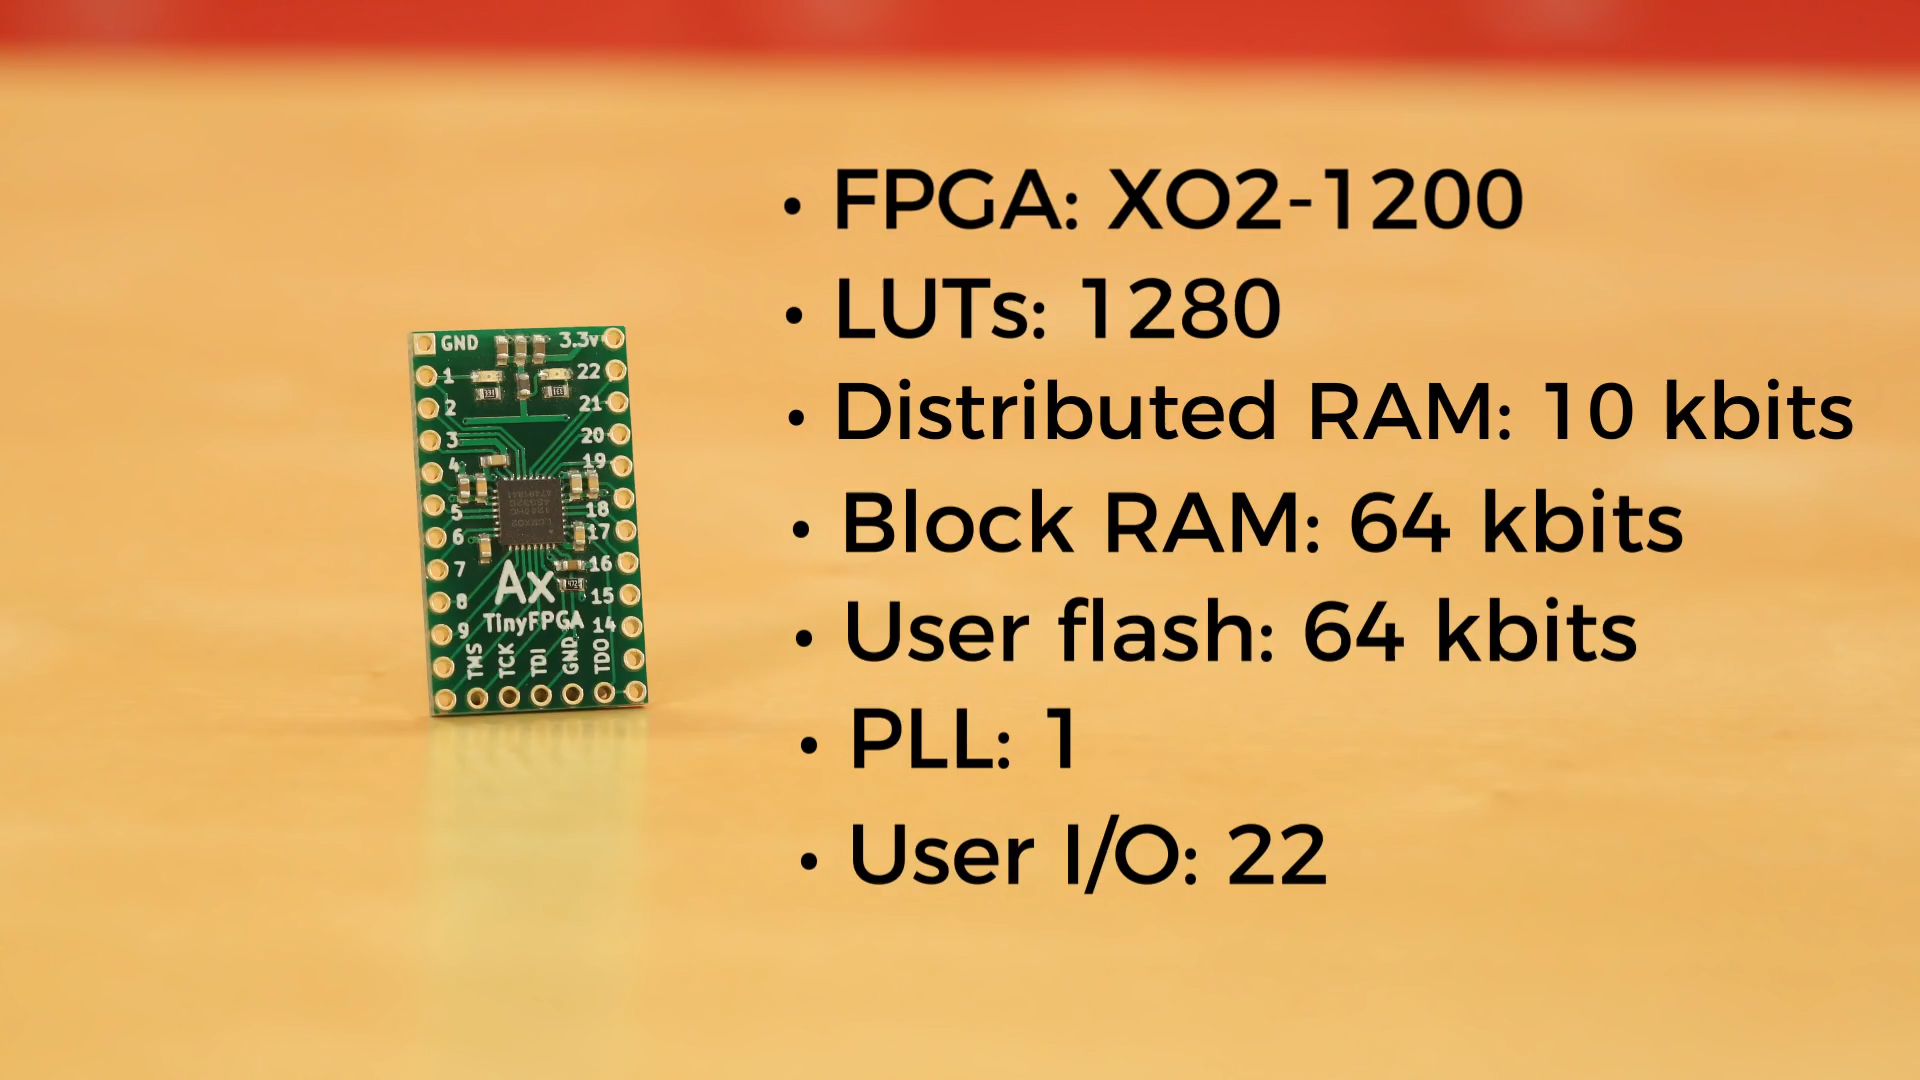 • FPGA: XO2-1200
• LUTs: 1280
• Distributed RAM: 10 kbits
• Block RAM: 64 kbits
• User flash: 64 kbits
• PLL: 1
• User I/O: 22
GND 3.3v
1 22
2 21
3 20
4 19
5 18
6 17
7 16
8 15
9 14
Ax
TinyFPGA
TMS TCK TDI GND TDO